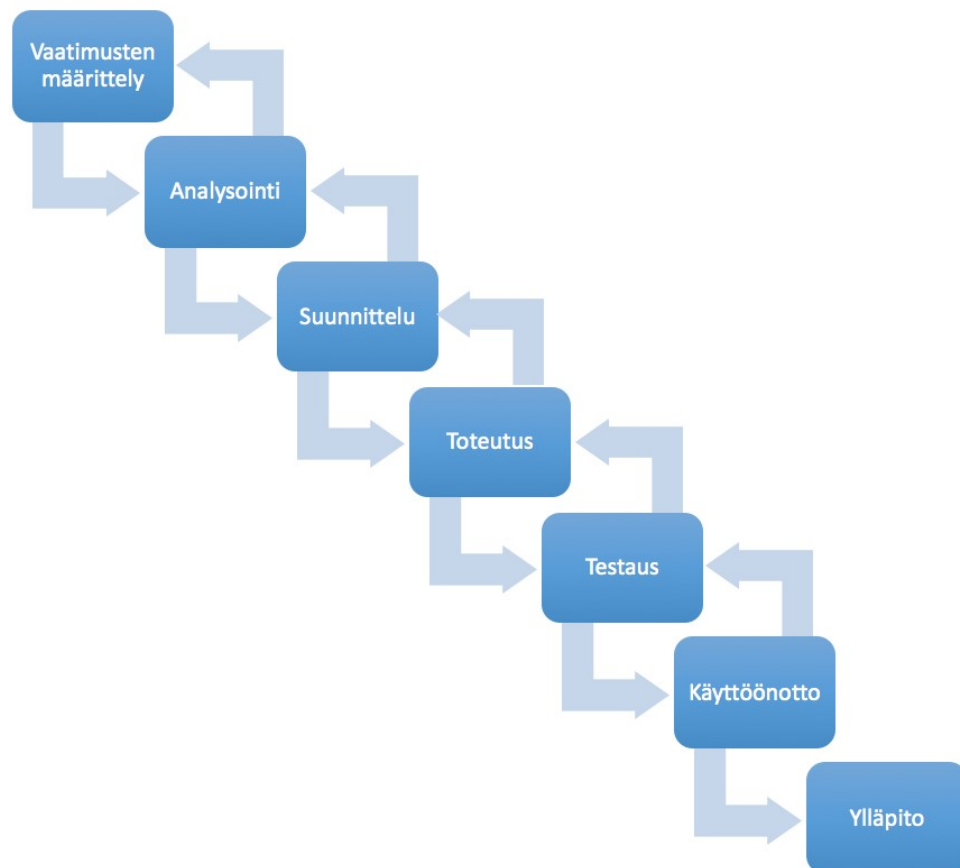 Vaatimusten
määrittely
Analysointi
Suunnittelu
Toteutus
Testaus
Käyttöönotto
Ylläpito